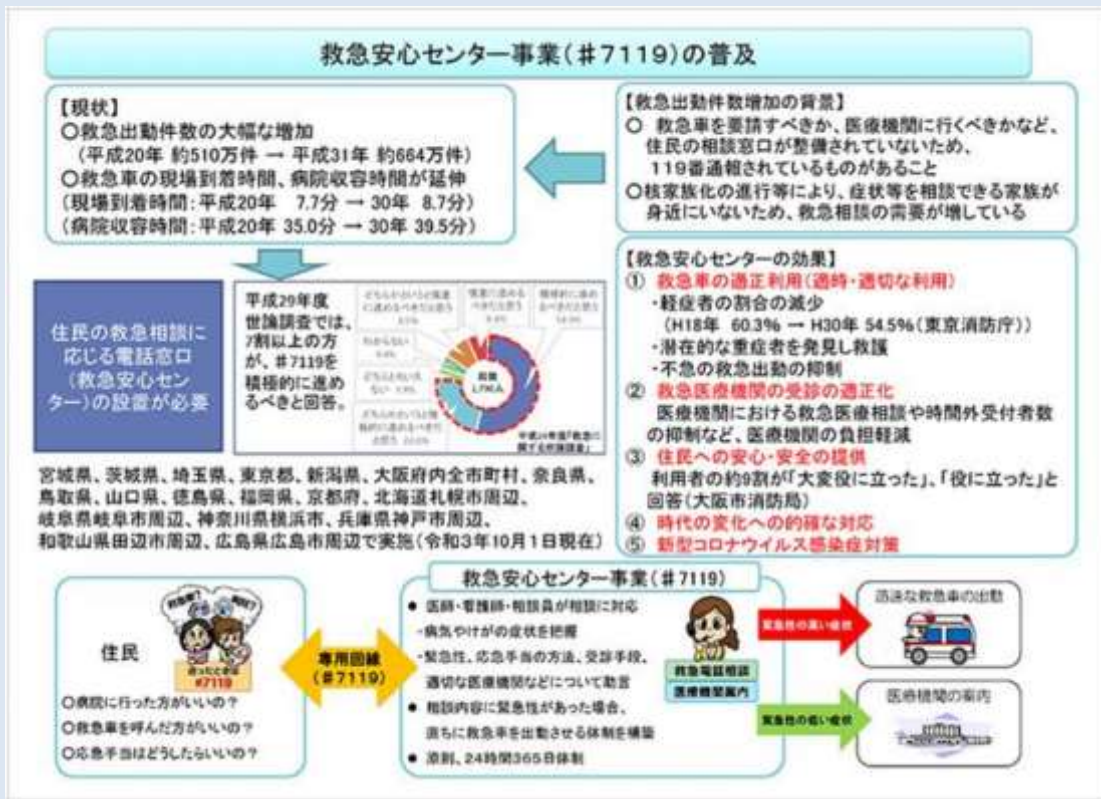 救急安心センター事業(＃7119)の普及
【現状】
○救急出動件数の大幅な増加
(平成20年 約510万件 → 平成31年 約664万件)
○救急車の現場到着時間、病院収容時間が延伸
(現場到着時間:平成20年 7.7分 → 30年 8.7分)
(病院収容時間:平成20年 35.0分 → 30年 39.5分)
【救急出動件数増加の背景】
○ 救急車を要請すべきか、医療機関に行くべきかなど、
住民の相談窓口が整備されていないため、
119番通報されているものがあること
○核家族化の進行等により、症状等を相談できる家族が
身近にいないため、救急相談の需要が増している
住民の救急相談に
応じる電話窓口
(救急安心セン
ター)の設置が必要
平成29年度
世論調査では、
7割以上の方
が、＃7119を
積極的に進め
るべきと回答。
わからない
【救急安心センターの効果】
① 救急車の適正利用(適時・適切な利用)
・軽症者の割合の減少
(H18年 60.3% → H30年 54.5%(東京消防庁))
・潜在的な重症者を発見し救護
・不急の救急出動の抑制
② 救急医療機関の受診の適正化
医療機関における救急医療相談や時間外受付者数
の抑制など、医療機関の負担軽減
③ 住民への安心・安全の提供
利用者の約9割が「大変役に立った」、「役に立った」と
回答(大阪市消防局)
④ 時代の変化への的確な対応
⑤ 新型コロナウイルス感染症対策
宮城県、茨城県、埼玉県、東京都、新潟県、大阪府内全市町村、奈良県、
鳥取県、山口県、徳島県、福岡県、京都府、北海道札幌市周辺、
岐阜県岐阜市周辺、神奈川県横浜市、兵庫県神戸市周辺、
和歌山県田辺市周辺、広島県広島市周辺で実施(令和3年10月1日現在)
住民
困ったときは
#7119
○病院に行った方がいいの?
○救急車を呼んだ方がいいの?
○応急手当はどうしたらいいの?
専用回線
(＃7119)
救急安心センター事業(＃7119)
● 医師・看護師・相談員が相談に対応
・病気やけがの症状を把握
・緊急性、応急手当の方法、受診手段、
適切な医療機関などについて助言
● 相談内容に緊急性があった場合、
直ちに救急車を出動させる体制を構築
● 原則、24時間365日体制
救急電話相談
医療機関案内
緊急性の高い症状
迅速な救急車の出動
緊急性の低い症状
医療機関の案内